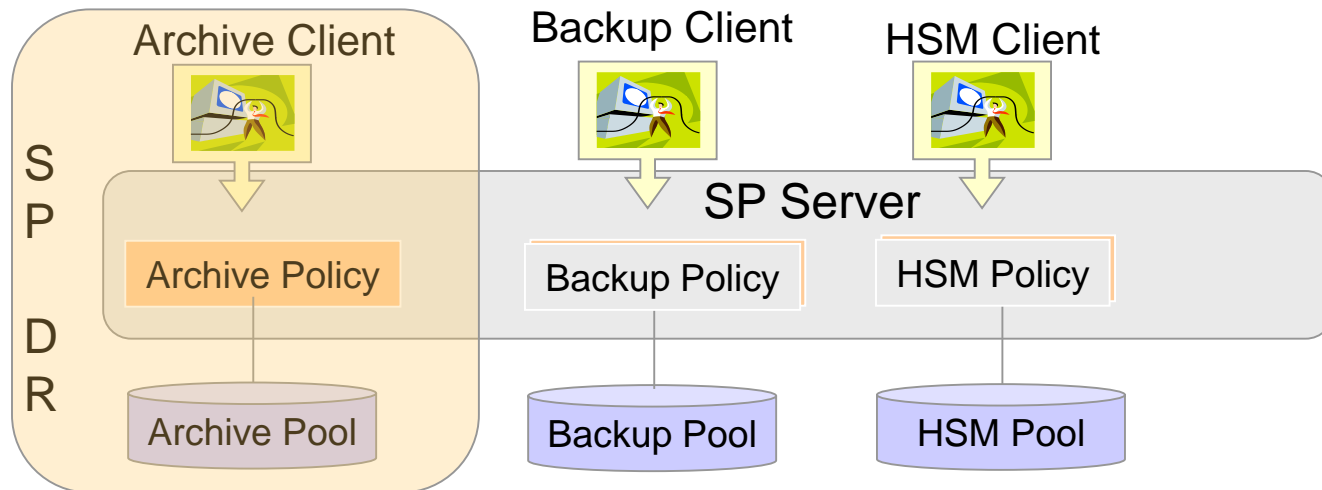 Archive Client
Backup Client
HSM Client
S
P
D
R
SP Server
Archive Policy
Backup Policy
HSM Policy
Archive Pool
Backup Pool
HSM Pool